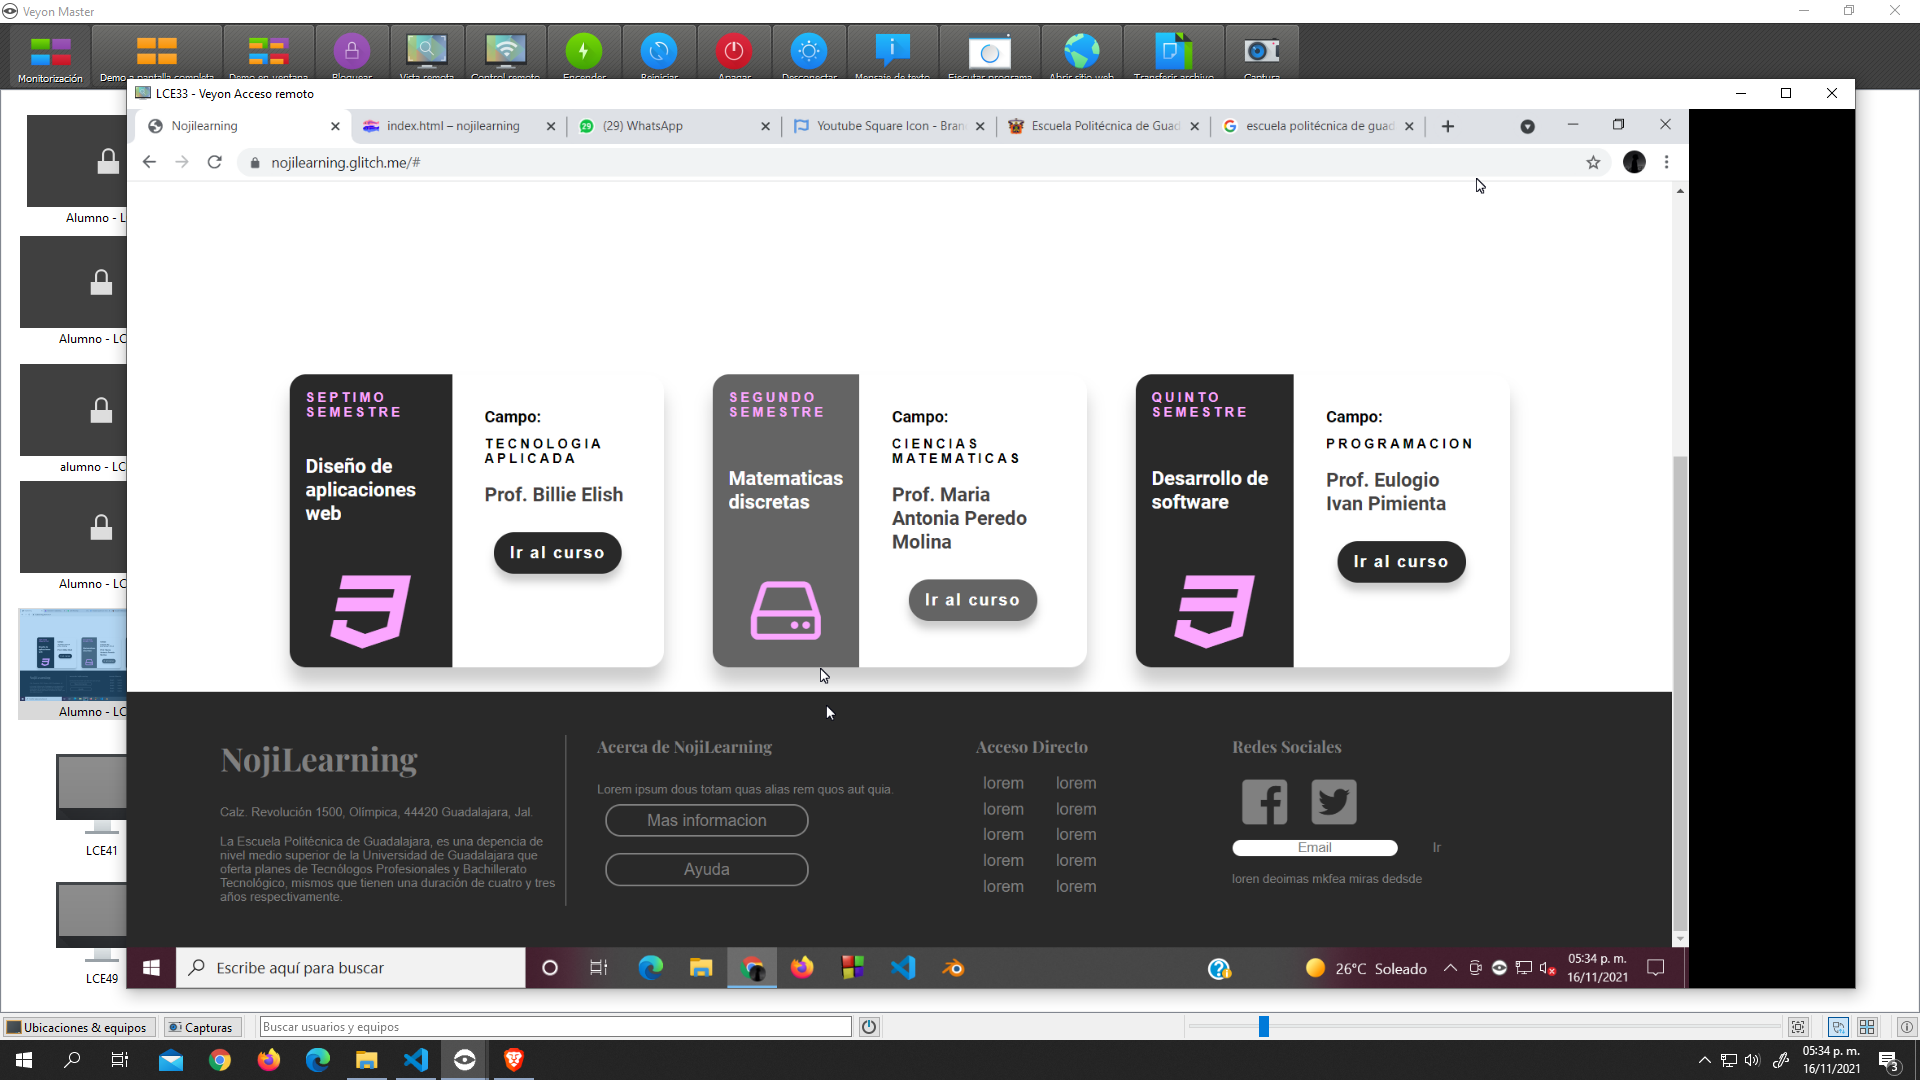 Veyon Master
Monitorización
Demo a pantalla completa
Demo en ventana
Bloquear
Vista remota
Control remoto
Encender
Reiniciar
Apagar
Desconectar
Mensaje de texto
Ejecutar programa
Abrir sitio web
Transferir archivo
Captura
LCE33 - Veyon Acceso remoto
Nojilearning
index.html – nojilearning
(29) WhatsApp
Youtube Square Icon - Bran
Escuela Politécnica de Guad
escuela politécnica de guad
nojilearning.glitch.me/#
Alumno - L
Alumno - LC
alumno - LC
Alumno - LC
Alumno - LC
LCE41
LCE49
SEPTIMO
SEMESTRE
Diseño de
aplicaciones
web
Campo:
TECNOLOGIA
APLICADA
Prof. Billie Elish
Ir al curso
SEGUNDO
SEMESTRE
Matematicas
discretas
Campo:
CIENCIAS
MATEMATICAS
Prof. Maria
Antonia Peredo
Molina
Ir al curso
QUINTO
SEMESTRE
Desarrollo de
software
Campo:
PROGRAMACION
Prof. Eulogio
Ivan Pimienta
Ir al curso
NojiLearning
Calz. Revolución 1500, Olímpica, 44420 Guadalajara, Jal.
La Escuela Politécnica de Guadalajara, es una depencia de
nivel medio superior de la Universidad de Guadalajara que
oferta planes de Tecnólogos Profesionales y Bachillerato
Tecnológico, mismos que tienen una duración de cuatro y tres
años respectivamente.
Acerca de NojiLearning
Lorem ipsum dous totam quas alias rem quos aut quia.
Mas informacion
Ayuda
Acceso Directo
lorem lorem
lorem lorem
lorem lorem
lorem lorem
lorem lorem
Redes Sociales
Email
Ir
loren deoimas mkfea miras dedsde
Escribe aquí para buscar
26°C Soleado
05:34 p. m.
16/11/2021
Ubicaciones & equipos
Capturas
Buscar usuarios y equipos
05:34 p. m.
16/11/2021
3